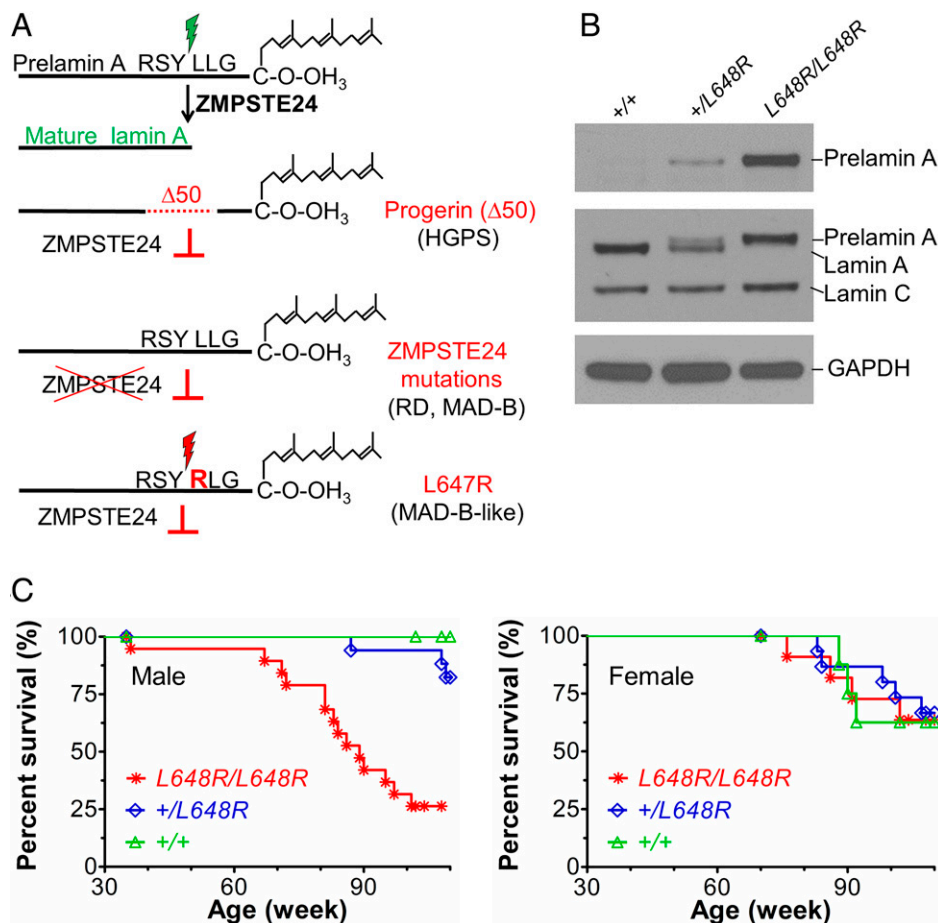 A
Prelamin A RSY LLG
C-O-OH3
ZMPSTE24
Mature lamin A
Δ50
C-O-OH3
Progerin (Δ50)
(HGPS)
ZMPSTE24
RSY LLG
C-O-OH3
ZMPSTE24
mutations
(RD, MAD-B)
ZMPSTE24
RSY RLG
C-O-OH3
L647R
(MAD-B-like)
ZMPSTE24
B
+/+
+/L648R
L648R/L648R
Prelamin A
Prelamin A
Lamin A
Lamin C
GAPDH
C
Percent survival (%)
100
75
50
25
0
Male
L648R/L648R
+/L648R
+/+
30 60 90
Age (week)
Percent survival (%)
100
75
50
25
0
Female
L648R/L648R
+/L648R
+/+
30 60 90
Age (week)